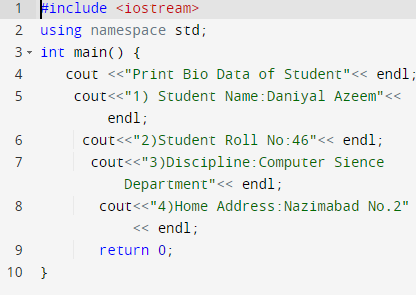 1 #include <iostream>
2 using namespace std;
3 int main() {
4 cout <<"Print Bio Data of Student"<< endl;
5 cout<<"1) Student Name:Daniyal Azeem"<<
endl;
6 cout<<"2)Student Roll No:46"<< endl;
7 cout<<"3)Discipline:Computer Sience
Department"<< endl;
8 cout<<"4)Home Address:Nazimabad No.2"
<< endl;
9 return 0;
10 }